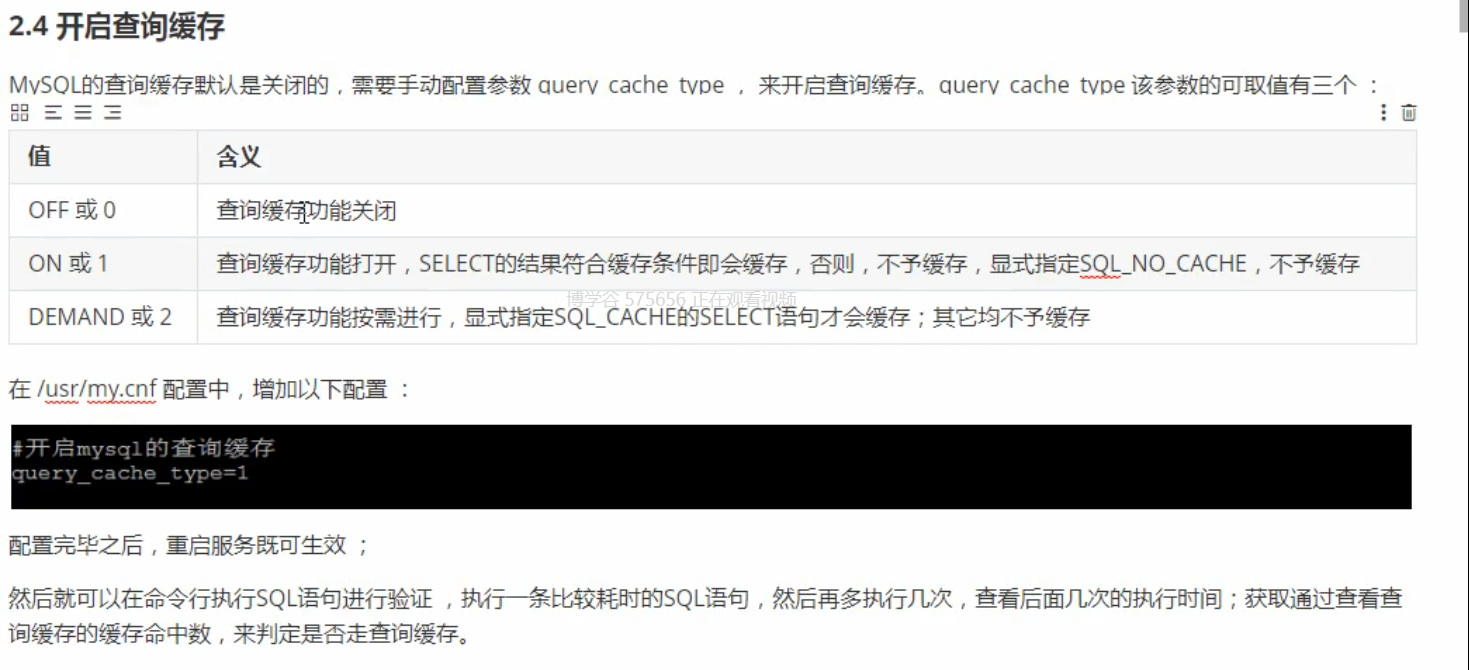 2.4 开启查询缓存
MySQL的查询缓存默认是关闭的，需要手动配置参数 query_cache_type ， 来开启查询缓存。query_cache_type 该参数的可取值有三个 ：
值 含义
OFF 或 0 查询缓存功能关闭
ON 或 1 查询缓存功能打开，SELECT的结果符合缓存条件即会缓存，否则，不予缓存，显式指定SQL_NO_CACHE，不予缓存
博学谷 575656 正在观看视频
DEMAND 或 2 查询缓存功能按需进行，显式指定SQL_CACHE的SELECT语句才会缓存；其它均不予缓存
在 /usr/my.cnf 配置中，增加以下配置 ：
#开启mysql的查询缓存
query_cache_type=1
配置完毕之后，重启服务既可生效 ；
然后就可以在命令行执行SQL语句进行验证 ，执行一条比较耗时的SQL语句，然后再多执行几次，查看后面几次的执行时间；获取通过查看查
询缓存的缓存命中数，来判定是否走查询缓存。